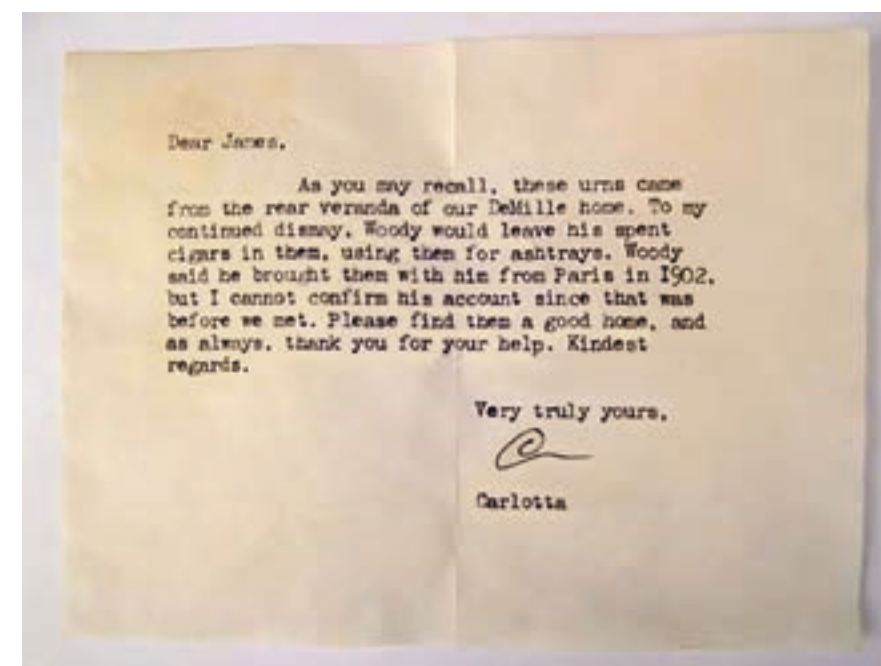 Dear James,
As you may recall, these urns came
from the rear veranda of our DeMille home. To my
continued dismay, Woody would leave his spent
cigars in them, using them for ashtrays. Woody
said he brought them with him from Paris in 1902,
but I cannot confirm his account since that was
before we met. Please find them a good home, and
as always, thank you for your help. Kindest
regards.
Very truly yours,
Carlotta